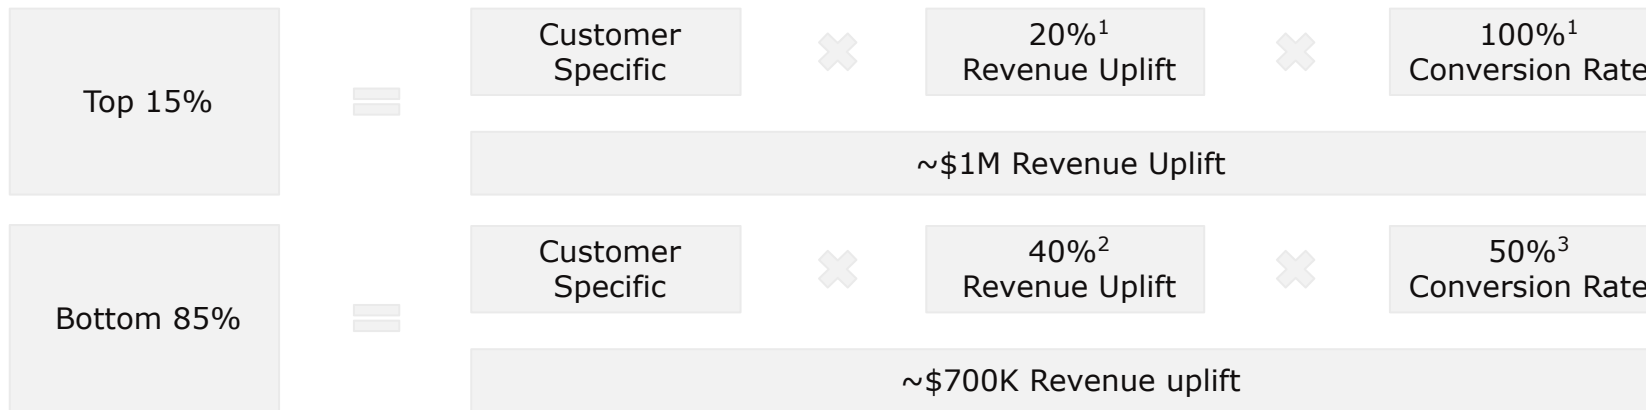 Top 15%
Customer
Specific
20%¹
Revenue Uplift
100%¹
Conversion Rate
~$1M Revenue Uplift
Bottom 85%
Customer
Specific
40%²
Revenue Uplift
50%³
Conversion Rate
~$700K Revenue uplift